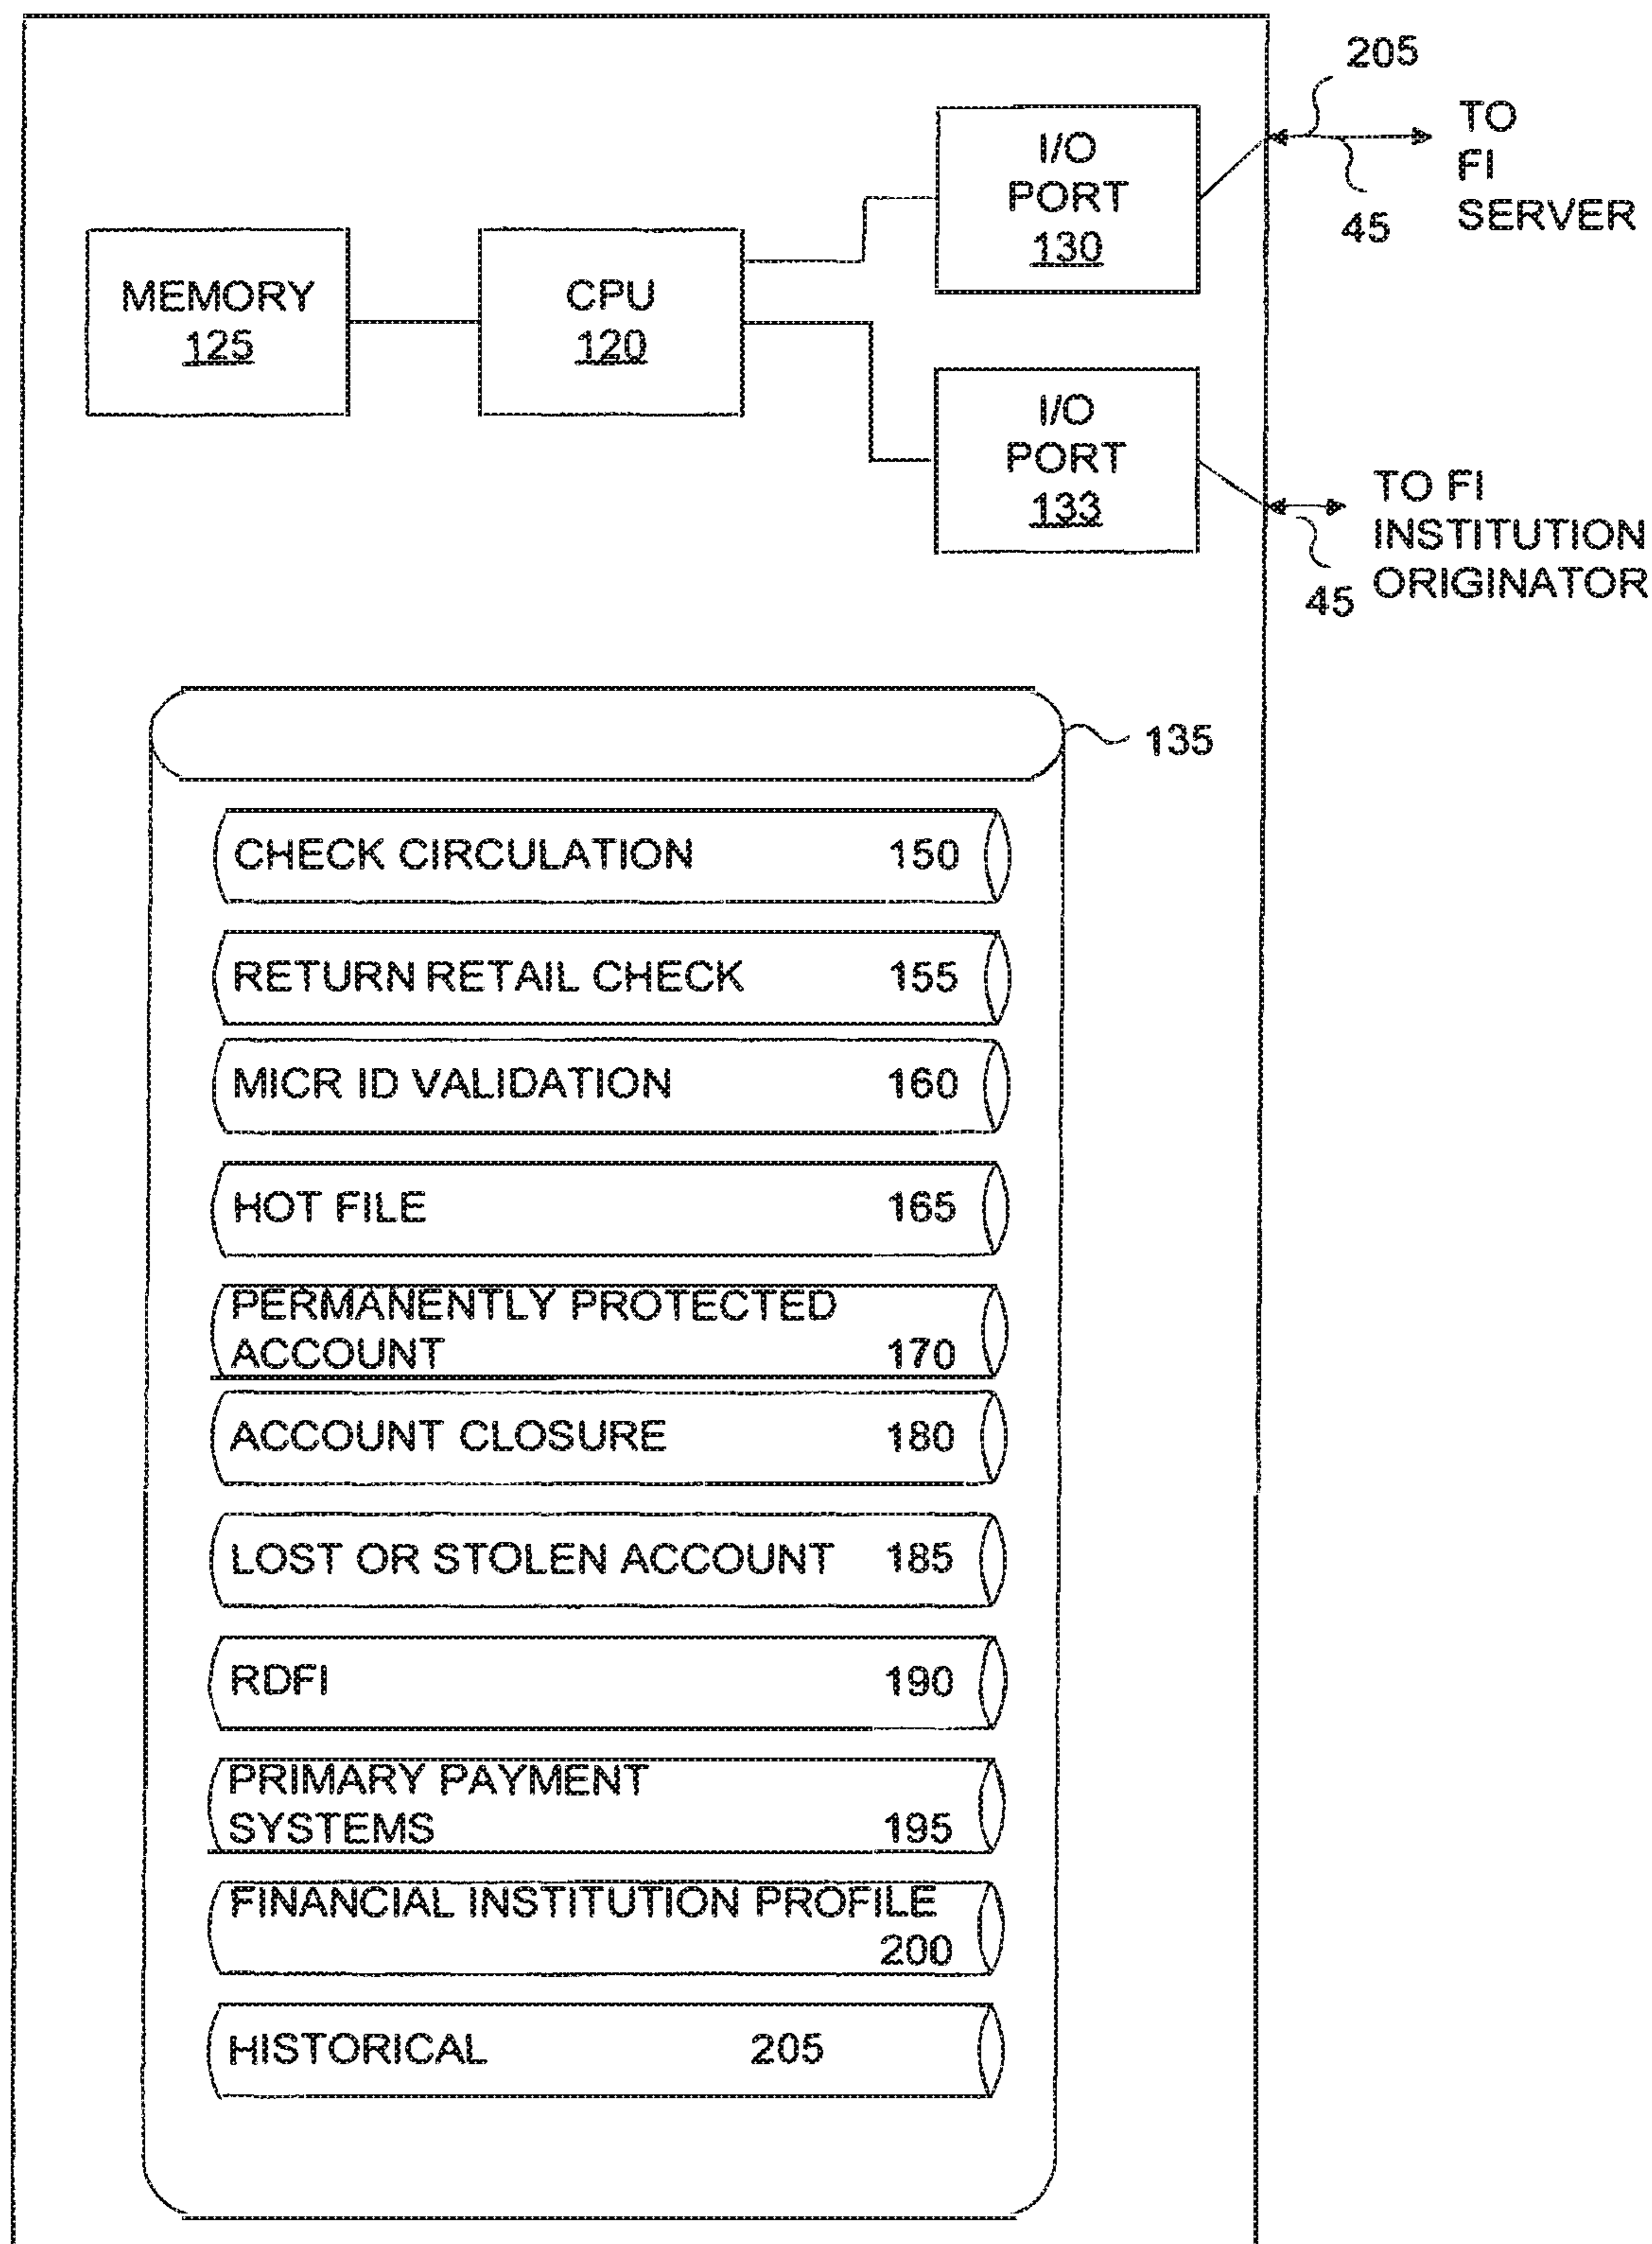 205
TO
FI
SERVER
45
I/O
PORT
130
MEMORY
125
CPU
120
I/O
PORT
133
TO FI
INSTITUTION
ORIGINATOR
45
135
CHECK CIRCULATION 150
RETURN RETAIL CHECK 155
MICR ID VALIDATION 160
HOT FILE 165
PERMANENTLY PROTECTED
ACCOUNT 170
ACCOUNT CLOSURE 180
LOST OR STOLEN ACCOUNT 185
RDFI 190
PRIMARY PAYMENT
SYSTEMS 195
FINANCIAL INSTITUTION PROFILE
200
HISTORICAL 205